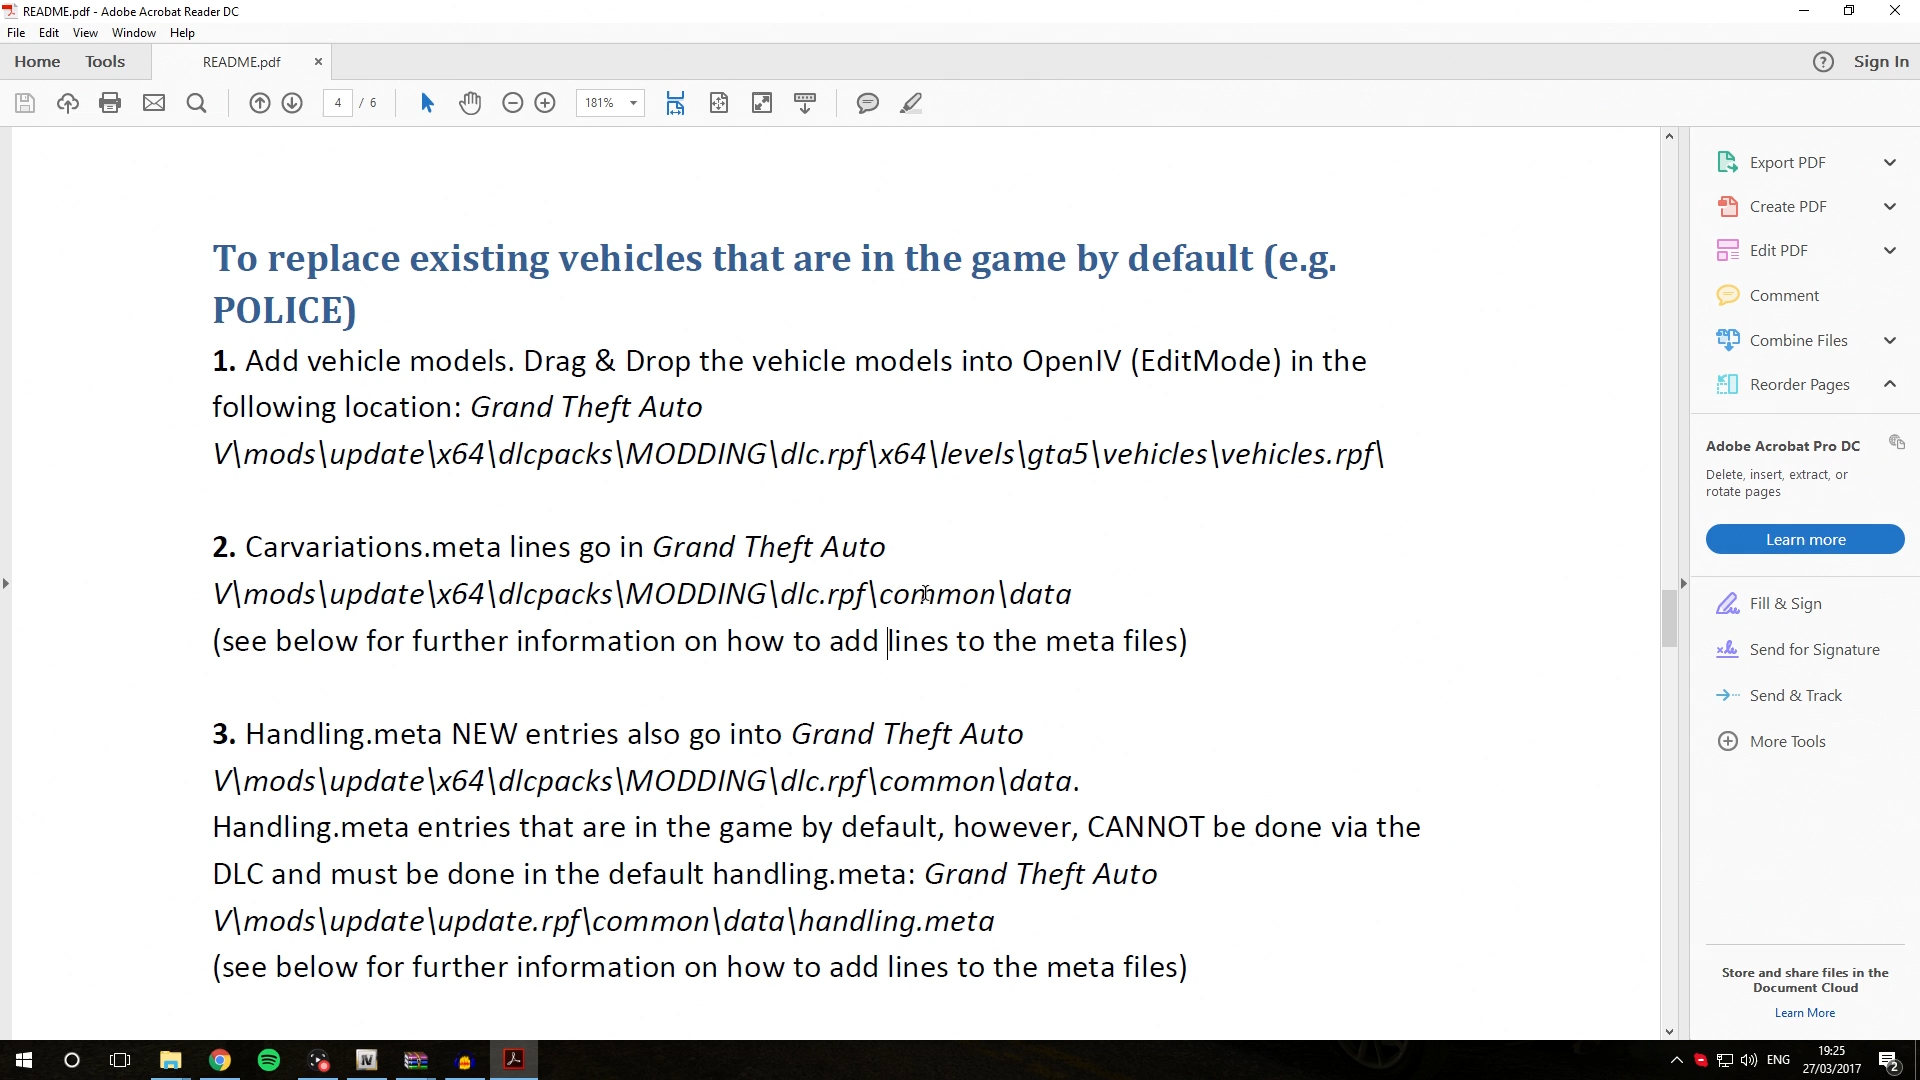 README.pdf - Adobe Acrobat Reader DC
File Edit View Window Help
Home Tools README.pdf × Sign In
4 / 6 181%
To replace existing vehicles that are in the game by default (e.g.
POLICE)
1. Add vehicle models. Drag & Drop the vehicle models into OpenIV (EditMode) in the
following location: Grand Theft Auto
V\mods\update\x64\dlcpacks\MODDING\dlc.rpf\x64\levels\gta5\vehicles\vehicles.rpf\
2. Carvariations.meta lines go in Grand Theft Auto
V\mods\update\x64\dlcpacks\MODDING\dlc.rpf\common\data
(see below for further information on how to add lines to the meta files)
3. Handling.meta NEW entries also go into Grand Theft Auto
V\mods\update\x64\dlcpacks\MODDING\dlc.rpf\common\data.
Handling.meta entries that are in the game by default, however, CANNOT be done via the
DLC and must be done in the default handling.meta: Grand Theft Auto
V\mods\update\update.rpf\common\data\handling.meta
(see below for further information on how to add lines to the meta files)
Export PDF
Create PDF
Edit PDF
Comment
Combine Files
Reorder Pages
Adobe Acrobat Pro DC
Delete, insert, extract, or
rotate pages
Learn more
Fill & Sign
Send for Signature
Send & Track
More Tools
Store and share files in the
Document Cloud
Learn More
ENG
19:25
27/03/2017
2